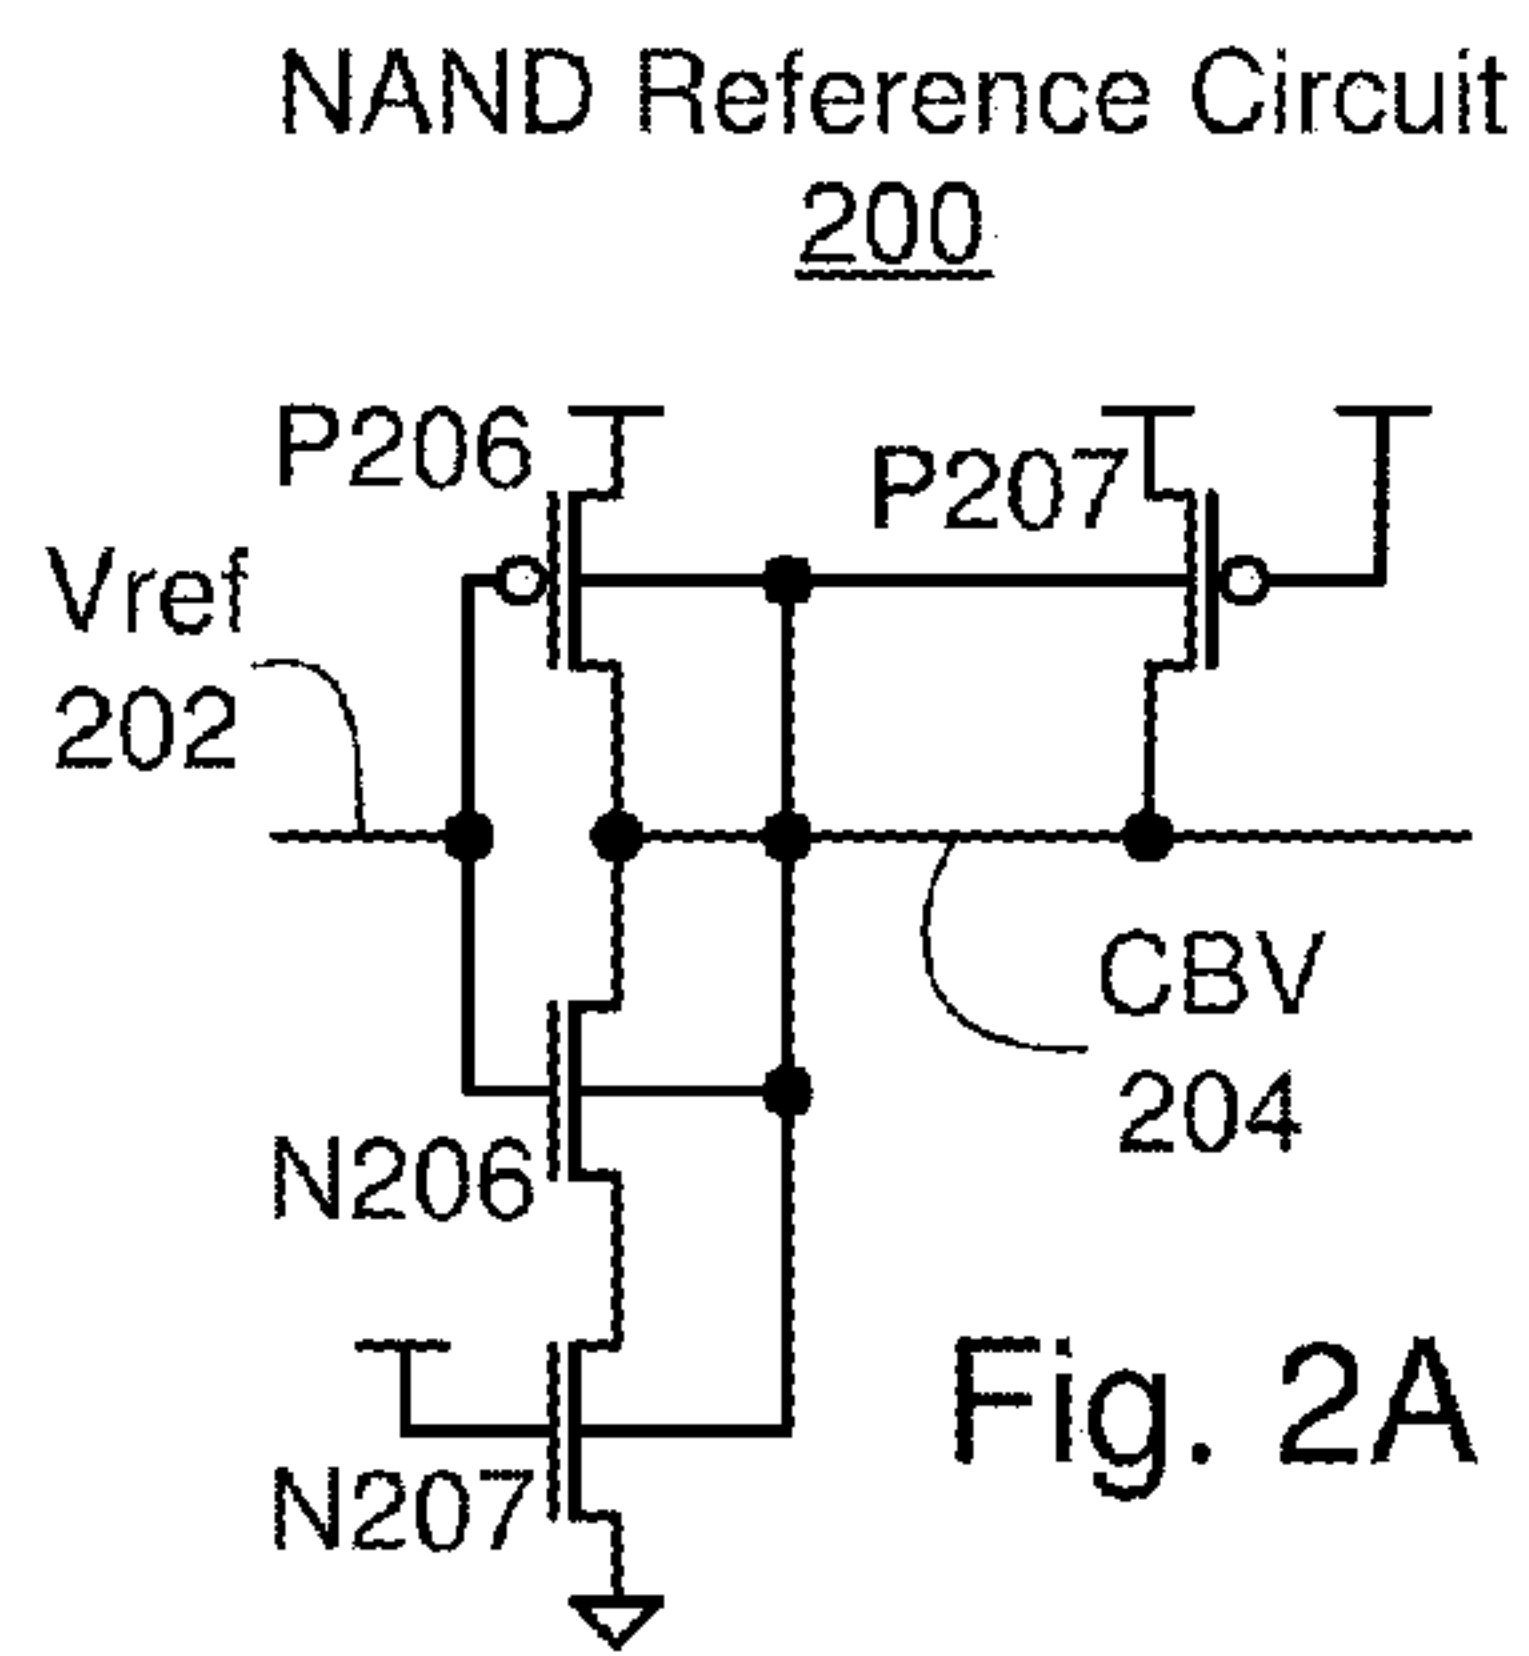 NAND Reference Circuit
200
P206
P207
Vref
202
CBV
204
N206
N207
Fig. 2A